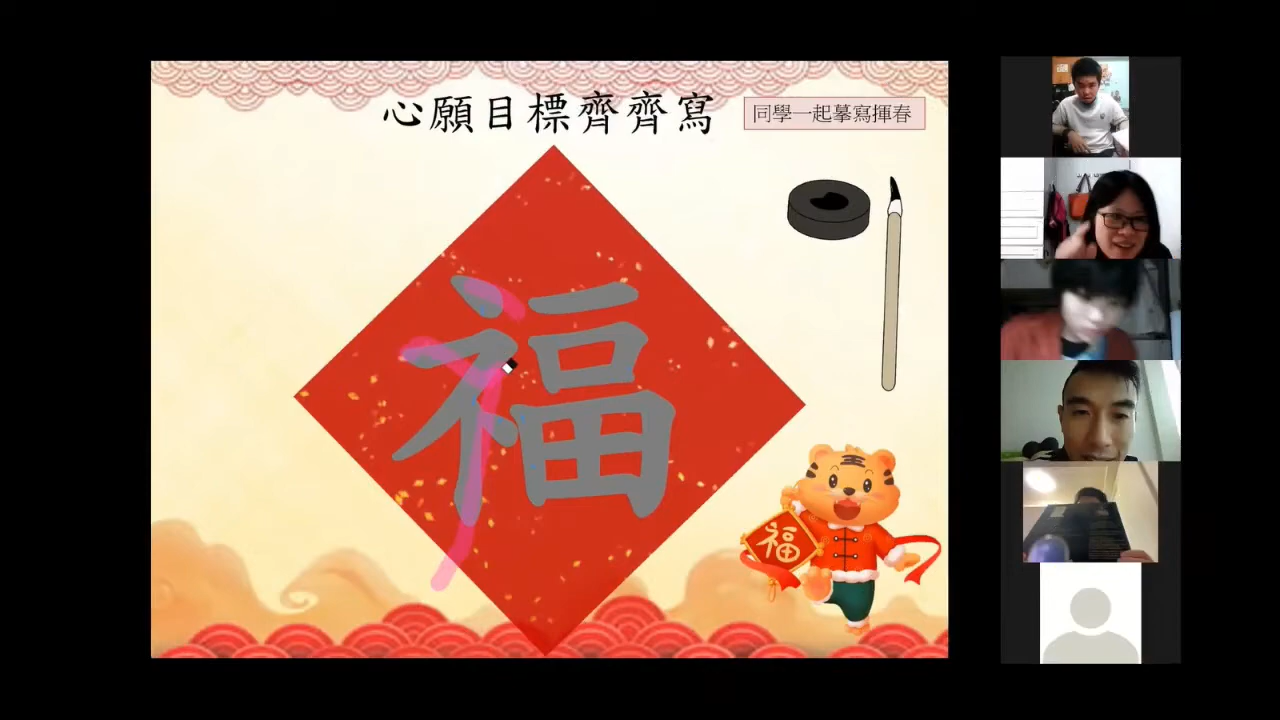 心願目標齊齊寫
同學一起摹寫揮春
福
福